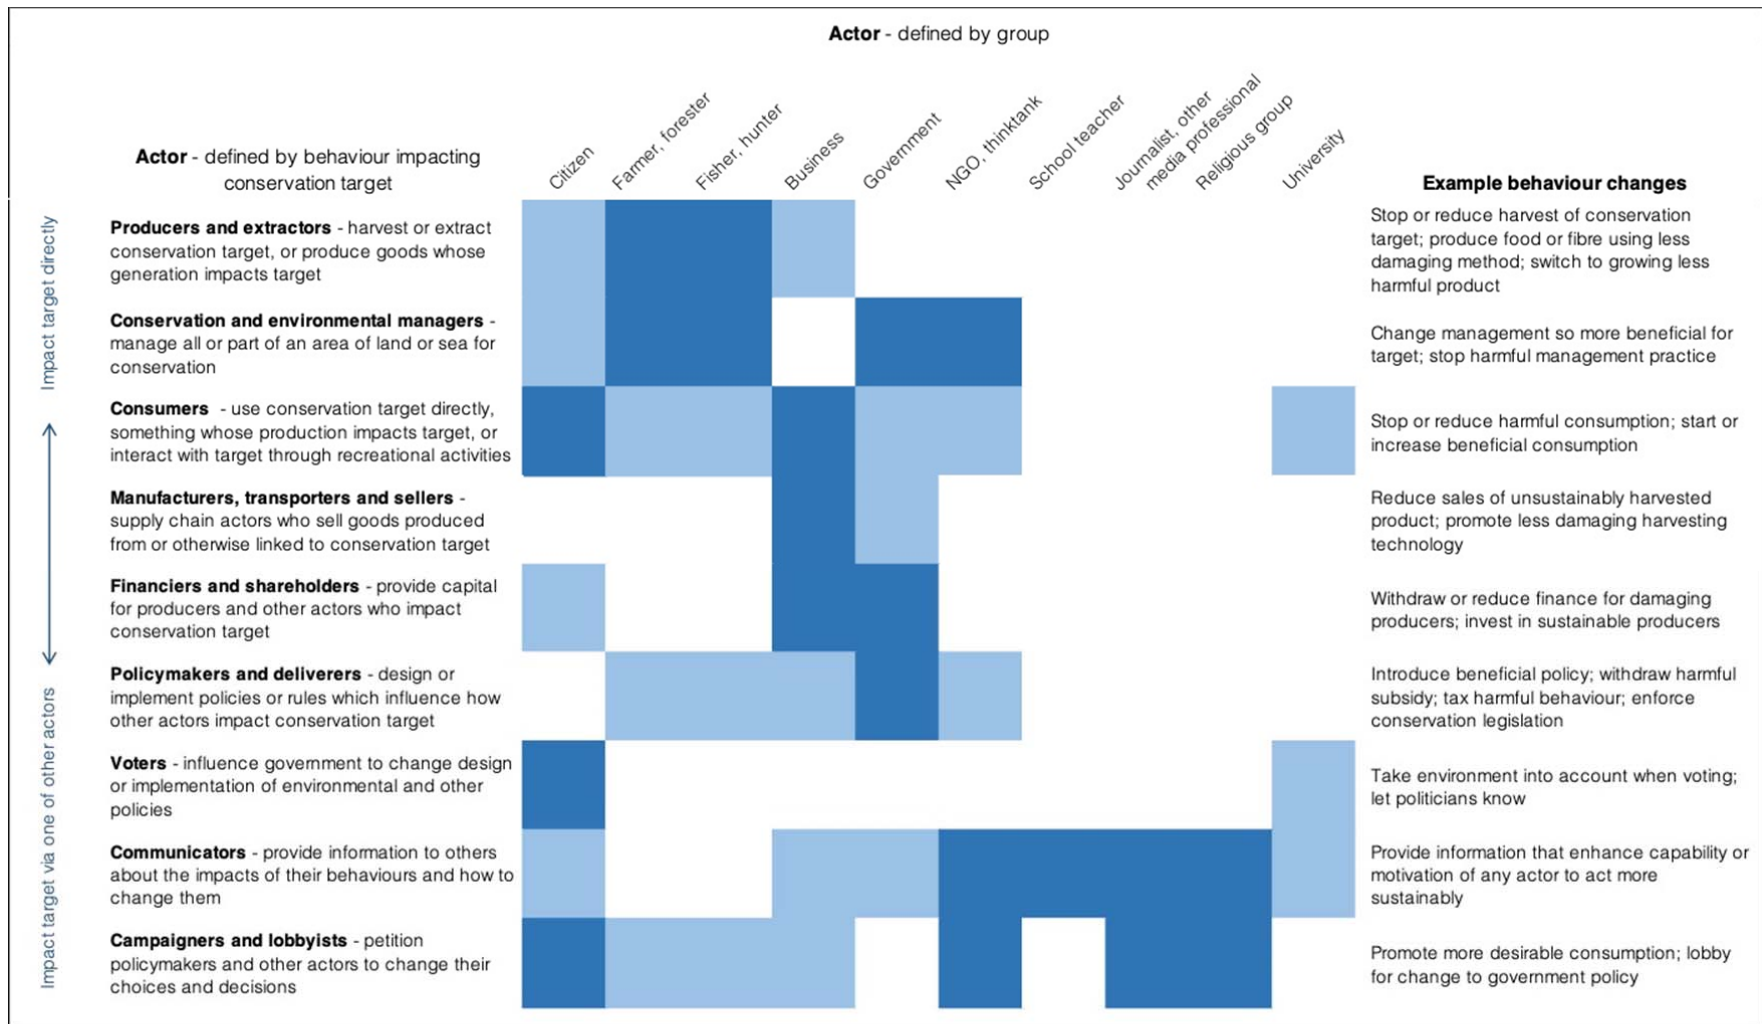 Actor - defined by group
Actor - defined by behaviour impacting
conservation target
Citizen
Farmer, forester
Fisher, hunter
Business
Government
NGO, thinktank
School teacher
Journalist, other
media professional
Religious group
University
Example behaviour changes
Impact target directly
Impact target via one of other actors
Producers and extractors - harvest or extract
conservation target, or produce goods whose
generation impacts target
Stop or reduce harvest of conservation
target; produce food or fibre using less
damaging method; switch to growing less
harmful product
Conservation and environmental managers -
manage all or part of an area of land or sea for
conservation
Change management so more beneficial for
target; stop harmful management practice
Consumers - use conservation target directly,
something whose production impacts target, or
interact with target through recreational activities
Stop or reduce harmful consumption; start or
increase beneficial consumption
Manufacturers, transporters and sellers -
supply chain actors who sell goods produced
from or otherwise linked to conservation target
Reduce sales of unsustainably harvested
product; promote less damaging harvesting
technology
Financiers and shareholders - provide capital
for producers and other actors who impact
conservation target
Withdraw or reduce finance for damaging
producers; invest in sustainable producers
Policymakers and deliverers - design or
implement policies or rules which influence how
other actors impact conservation target
Introduce beneficial policy; withdraw harmful
subsidy; tax harmful behaviour; enforce
conservation legislation
Voters - influence government to change design
or implementation of environmental and other
policies
Take environment into account when voting;
let politicians know
Communicators - provide information to others
about the impacts of their behaviours and how to
change them
Provide information that enhance capability or
motivation of any actor to act more
sustainably
Campaigners and lobbyists - petition
policymakers and other actors to change their
choices and decisions
Promote more desirable consumption; lobby
for change to government policy